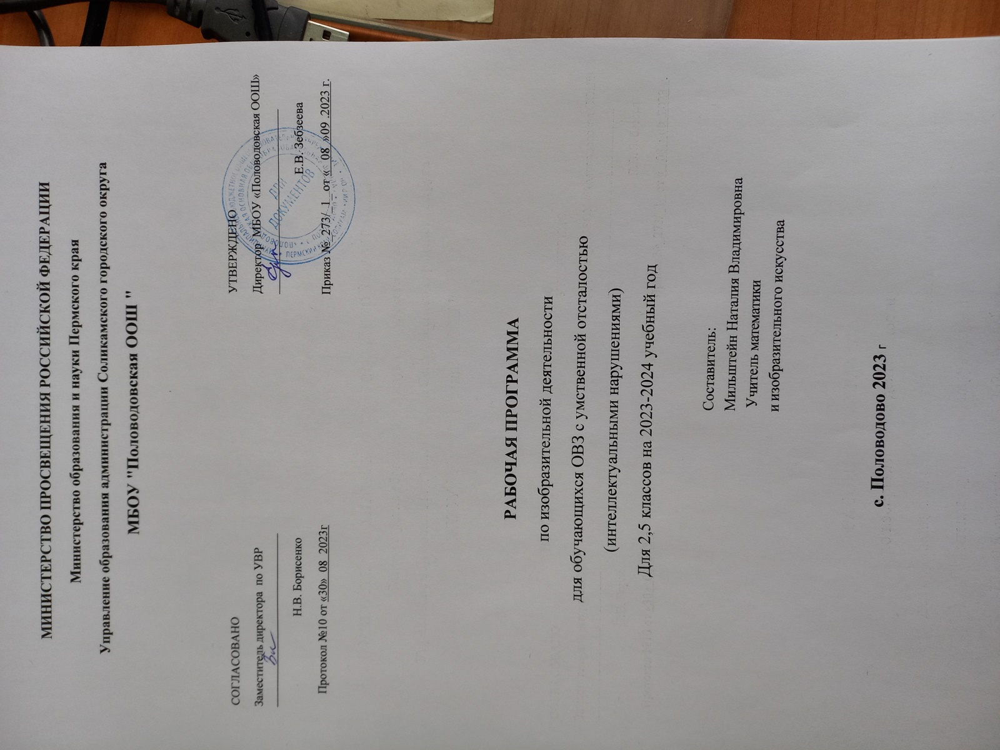 МИНИСТЕРСТВО ПРОСВЕЩЕНИЯ РОССИЙСКОЙ ФЕДЕРАЦИИ
Министерство образования и науки Пермского края
Управление образования администрации Соликамского городского округа
МБОУ "Половодовская ООШ "
СОГЛАСОВАНО
Заместитель директора по УВР
Н.В. Борисенко
Протокол №10 от «30» 08 2023г
УТВЕРЖДЕНО
Директор МБОУ «Половодовская ООШ»
Е.В. Зебзеева
Приказ № 273/ 1 от « 08 »09 .2023 г.
ДЛЯ
ДОКУМЕНТОВ
РАБОЧАЯ ПРОГРАММА
по изобразительной деятельности
для обучающихся ОВЗ с умственной отсталостью
(интеллектуальными нарушениями)
Для 2,5 классов на 2023-2024 учебный год
Составитель:
Мильштейн Наталия Владимировна
Учитель математики
и изобразительного искусства
с. Половодово 2023 г